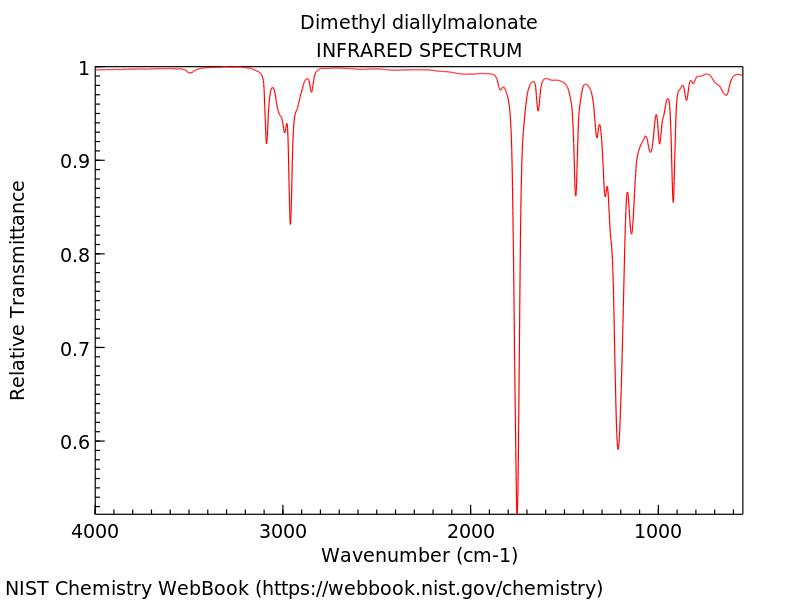 Dimethyl diallylmalonate
INFRARED SPECTRUM
1
0.9
0.8
0.7
0.6
Relative Transmittance
4000 3000 2000 1000
Wavenumber (cm-1)
NIST Chemistry WebBook (https://webbook.nist.gov/chemistry)